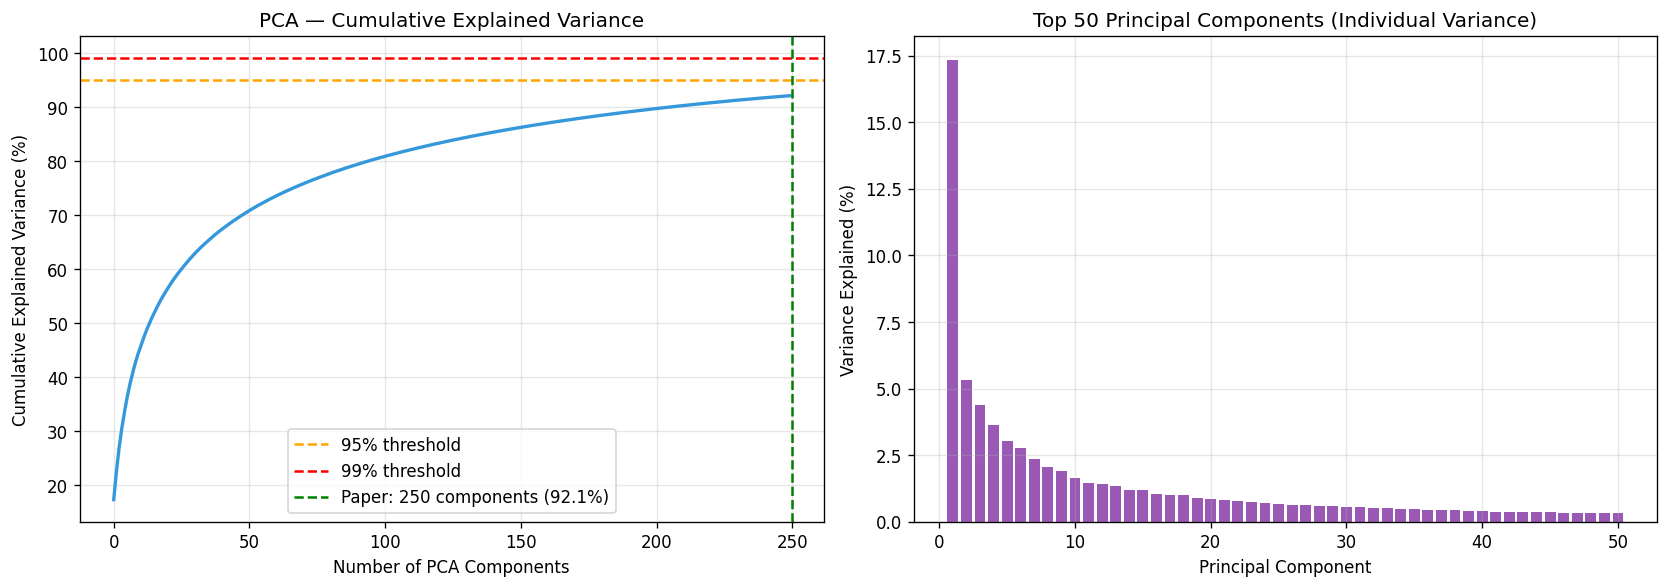 PCA — Cumulative Explained Variance
Cumulative Explained Variance (%)
100
90
80
70
60
50
40
30
20
95% threshold
99% threshold
Paper: 250 components (92.1%)
0 50 100 150 200 250
Number of PCA Components
Top 50 Principal Components (Individual Variance)
Variance Explained (%)
17.5
15.0
12.5
10.0
7.5
5.0
2.5
0.0
0 10 20 30 40 50
Principal Component